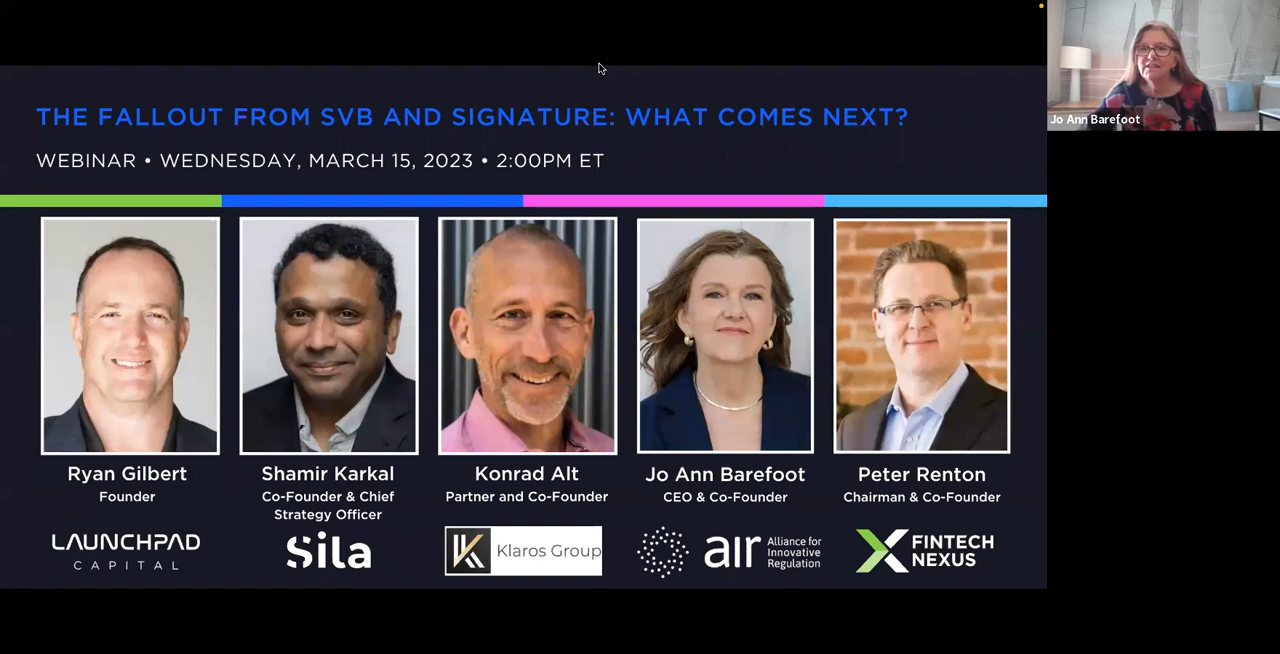 THE FALLOUT FROM SVB AND SIGNATURE: WHAT COMES NEXT?
WEBINAR • WEDNESDAY, MARCH 15, 2023 • 2:00PM ET
Jo Ann Barefoot
Ryan Gilbert
Founder
LAUNCHPAD
CAPITAL
Shamir Karkal
Co-Founder & Chief
Strategy Officer
Sila
Konrad Alt
Partner and Co-Founder
K Klaros Group
Jo Ann Barefoot
CEO & Co-Founder
air
Alliance for
Innovative
Regulation
Peter Renton
Chairman & Co-Founder
FINTECH
NEXUS